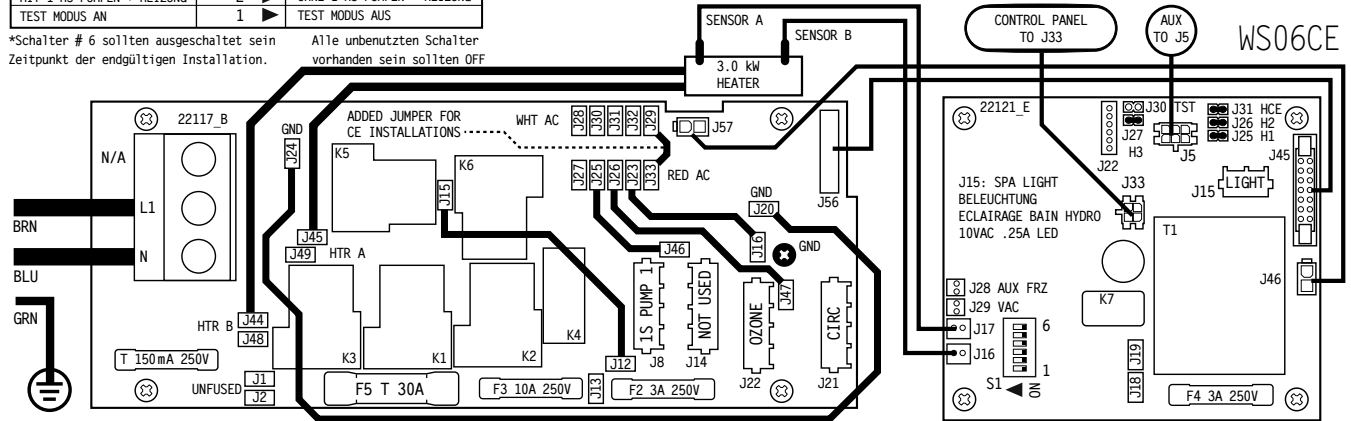 TEST MODUS AN 1 ▶ TEST MODUS AUS
*Schalter # 6 sollten ausgeschaltet sein
Zeitpunkt der endgültigen Installation.
Alle unbenutzten Schalter
vorhanden sein sollten OFF
SENSOR A
SENSOR B
3.0 kW
HEATER
CONTROL PANEL
TO J33
AUX
TO J5
WS06CE
22117_B
N/A
L1
N
BRN
BLU
GRN
GND
J24
ADDED JUMPER FOR
CE INSTALLATIONS
WHT AC
J28
J30
J31
J32
J29
J57
K5
K6
J15
J27
J25
J26
J23
J33
RED AC
J56
GND
J20
J45
J49
HTR A
J46
J16
GND
J47
HTR B
J44
J48
K3
K1
K2
K4
1S PUMP 1
J8
NOT USED
J14
OZONE
J22
CIRC
J21
J12
J13
T 150mA 250V
UNFUSED
J1
J2
F5 T 30A
F3 10A 250V
F2 3A 250V
22121_E
J30 TST
J27
H3
J22
J5
J31 HCE
J26 H2
J25 H1
J45
J15
LIGHT
J33
J15: SPA LIGHT
BELEUCHTUNG
ECLAIRAGE BAIN HYDRO
10VAC .25A LED
T1
J46
K7
J28 AUX FRZ
J29 VAC
J17
J16
6
1
S1
ON
J19
J18
F4 3A 250V